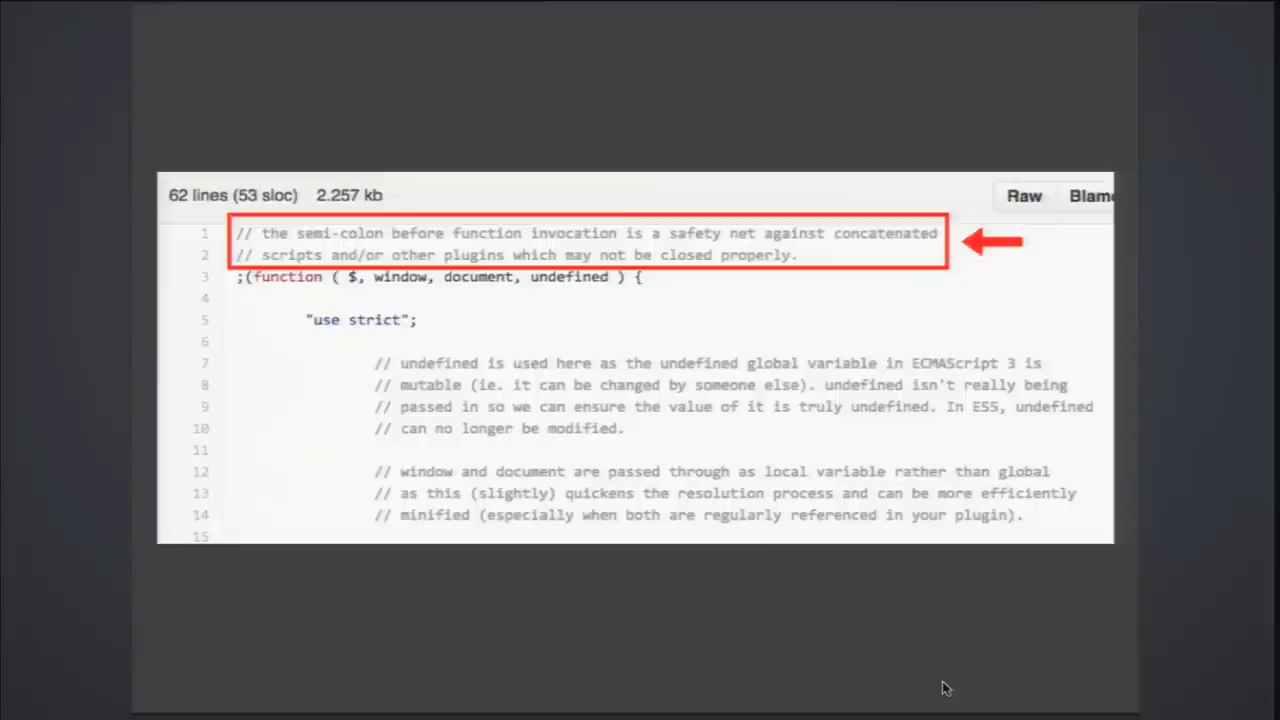 62 lines (53 sloc) 2.257 kb
Raw Blame
1 // the semi-colon before function invocation is a safety net against concatenated
2 // scripts and/or other plugins which may not be closed properly.
3 ;(function ( $, window, document, undefined ) {
4
5 "use strict";
6
7 // undefined is used here as the undefined global variable in ECMAScript 3 is
8 // mutable (ie. it can be changed by someone else). undefined isn't really being
9 // passed in so we can ensure the value of it is truly undefined. In ES5, undefined
10 // can no longer be modified.
11
12 // window and document are passed through as local variable rather than global
13 // as this (slightly) quickens the resolution process and can be more efficiently
14 // minified (especially when both are regularly referenced in your plugin).
15